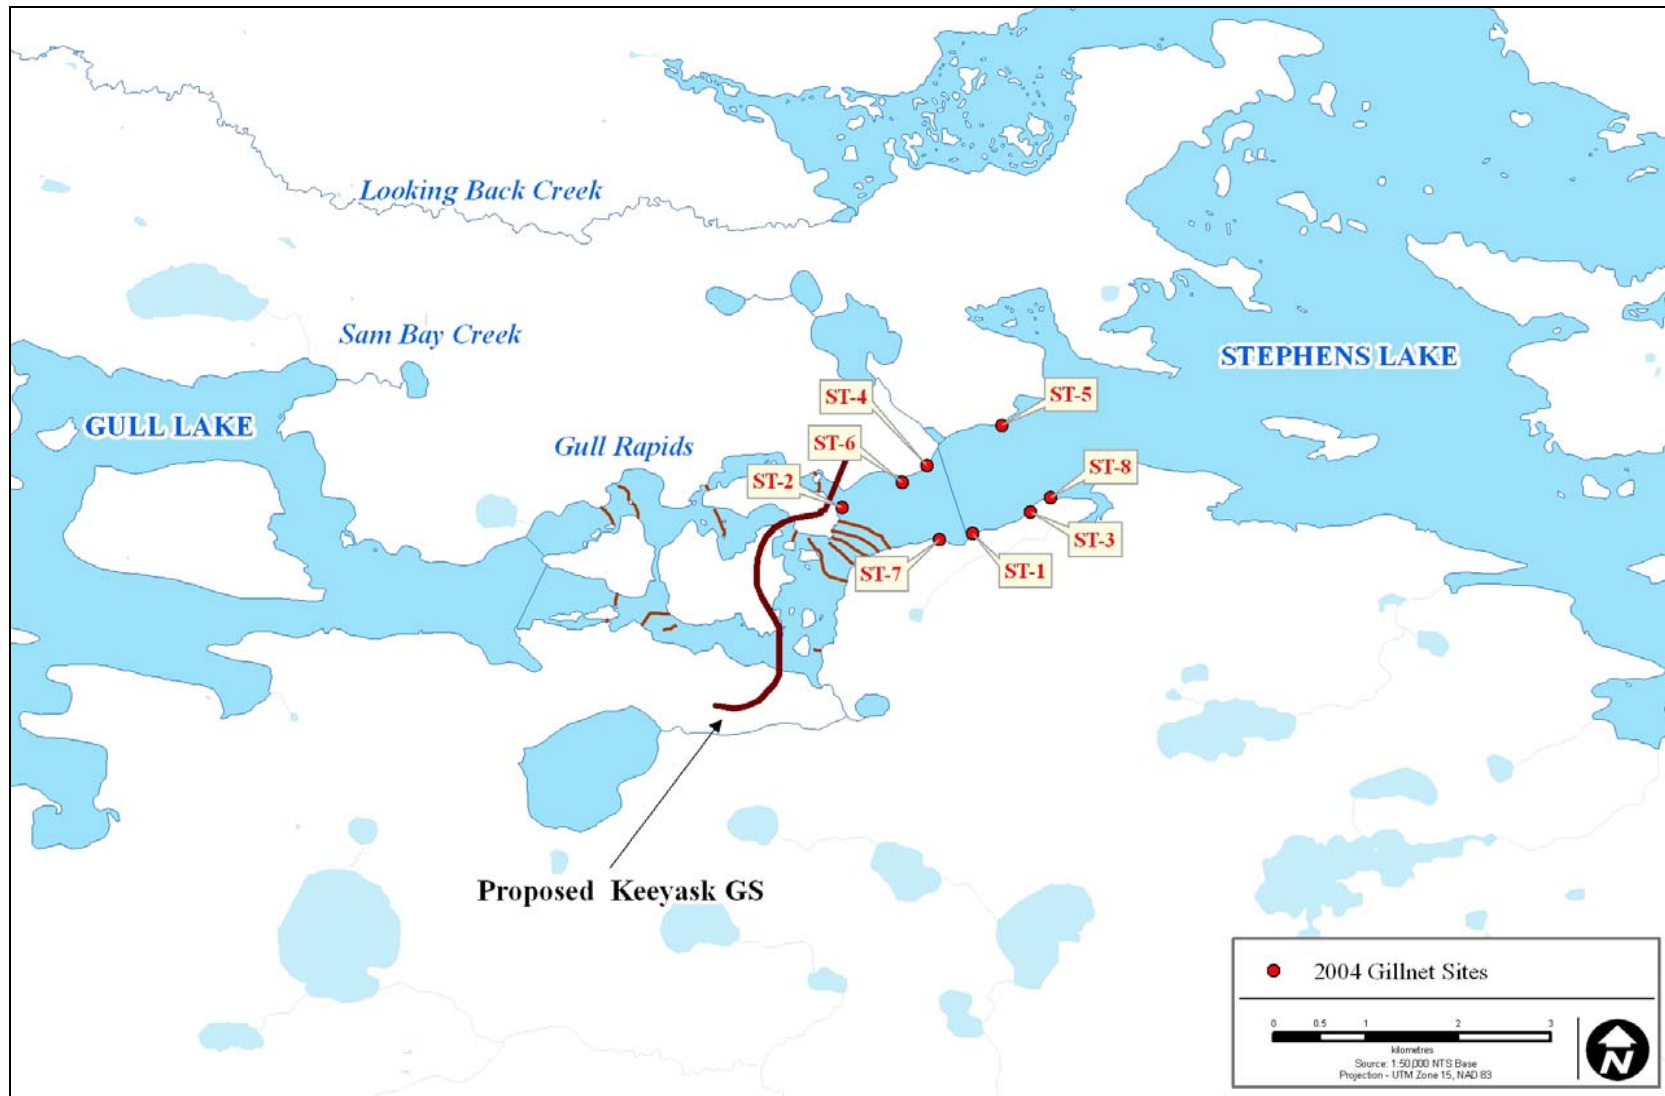 Looking Back Creek
Sam Bay Creek
STEPHENS LAKE
GULL LAKE
Gull Rapids
ST-4
ST-5
ST-6
ST-8
ST-2
ST-3
ST-7
ST-1
Proposed Keeyask GS
2004 Gillnet Sites
0 0.5 1 2 3
kilometres
Source: 1:50,000 NTS Base
Projection - UTM Zone 15, NAD 83
N